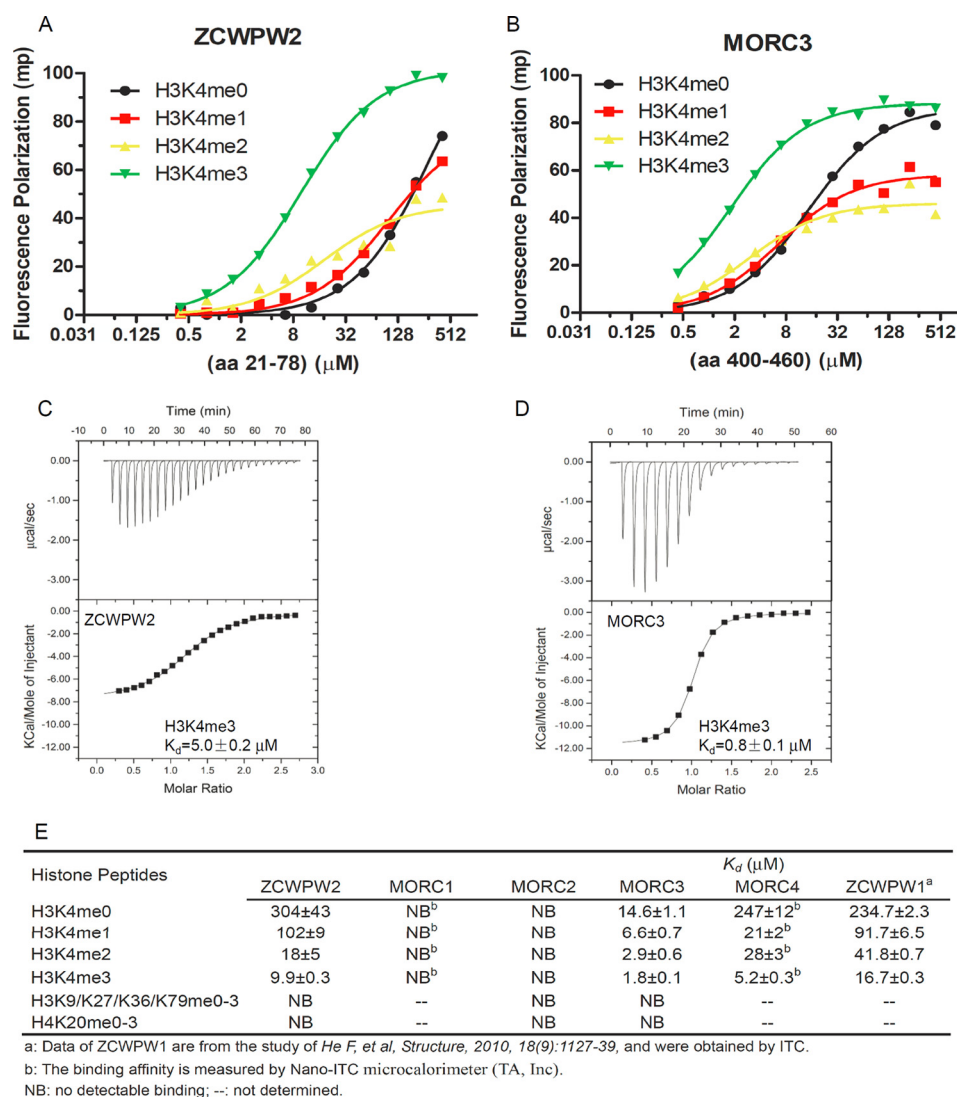 A
ZCWPW2
Fluorescence Polarization (mp)
100
80
60
40
20
0
H3K4me0
H3K4me1
H3K4me2
H3K4me3
0.031 0.125 0.5 2 8 32 128 512
(aa 21-78) (μM)
B
MORC3
Fluorescence Polarization (mp)
100
80
60
40
20
0
H3K4me0
H3K4me1
H3K4me2
H3K4me3
0.031 0.125 0.5 2 8 32 128 512
(aa 400-460) (μM)
C
Time (min)
-10 0 10 20 30 40 50 60 70 80
0.00
-1.00
-2.00
-3.00
μcal/sec
0.00
-2.00
-4.00
-6.00
-8.00
-10.00
-12.00
KCal/Mole of Injectant
ZCWPW2
H3K4me3
Kd=5.0±0.2 μM
0.0 0.5 1.0 1.5 2.0 2.5 3.0
Molar Ratio
D
Time (min)
0 10 20 30 40 50 60
0.00
-1.00
-2.00
-3.00
μcal/sec
0.00
-2.00
-4.00
-6.00
-8.00
-10.00
-12.00
KCal/Mole of Injectant
MORC3
H3K4me3
Kd=0.8±0.1 μM
0.0 0.5 1.0 1.5 2.0 2.5
Molar Ratio
E
Kd (μM)
Histone Peptides ZCWPW2 MORC1 MORC2 MORC3 MORC4 ZCWPW1a
H3K4me0 304±43 NBb NB 14.6±1.1 247±12b 234.7±2.3
H3K4me1 102±9 NBb NB 6.6±0.7 21±2b 91.7±6.5
H3K4me2 18±5 NBb NB 2.9±0.6 28±3b 41.8±0.7
H3K4me3 9.9±0.3 NBb NB 1.8±0.1 5.2±0.3b 16.7±0.3
H3K9/K27/K36/K79me0-3 NB -- NB NB -- --
H4K20me0-3 NB -- NB NB -- --
a: Data of ZCWPW1 are from the study of He F, et al, Structure, 2010, 18(9):1127-39, and were obtained by ITC.
b: The binding affinity is measured by Nano-ITC microcalorimeter (TA, Inc).
NB: no detectable binding; --: not determined.